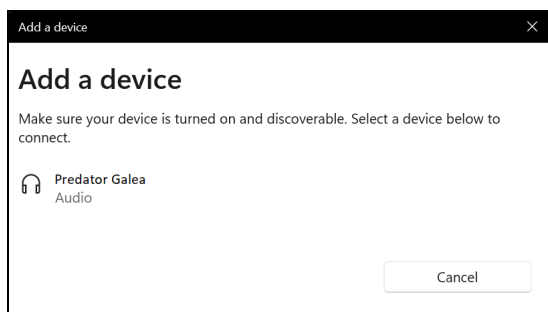 Add a device
Add a device
Make sure your device is turned on and discoverable. Select a device below to
connect.
Predator Galea
Audio
Cancel